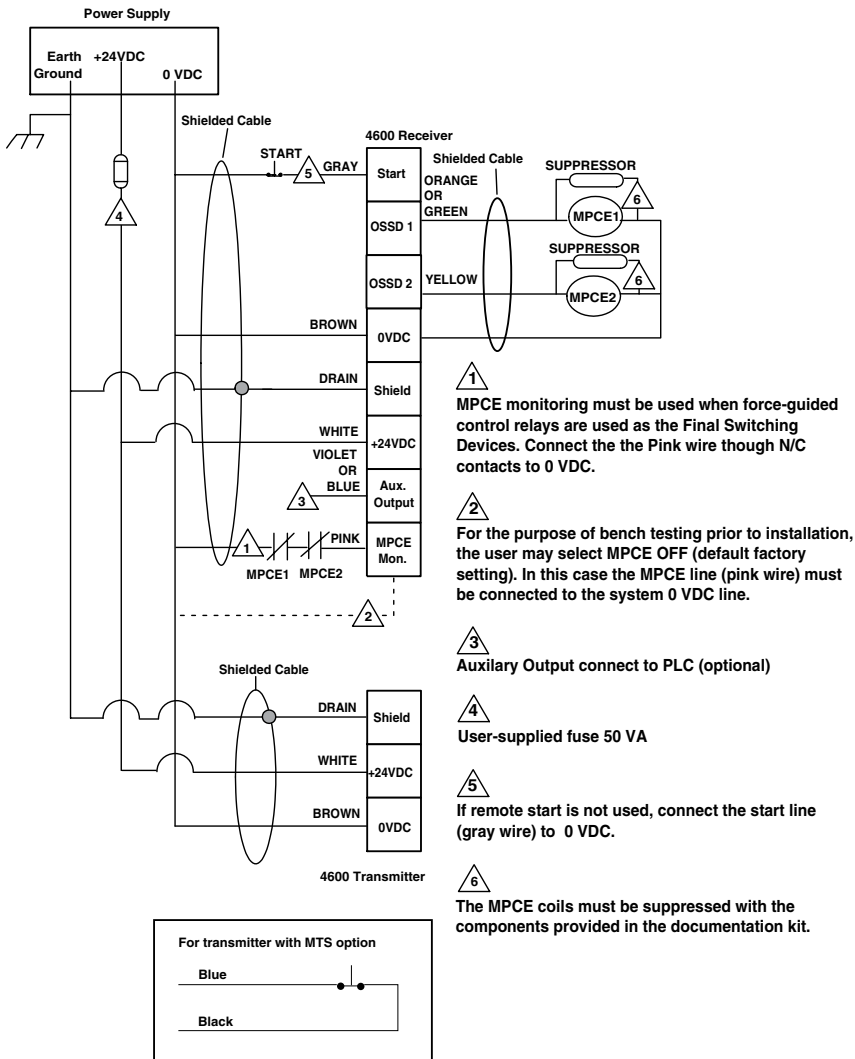 Power Supply
Earth
Ground
+24VDC
0 VDC
Shielded Cable
4600 Receiver
START
5
GRAY
Start
Shielded Cable
ORANGE
OR
GREEN
OSSD 1
SUPPRESSOR
MPCE1
6
4
SUPPRESSOR
OSSD 2
YELLOW
MPCE2
6
BROWN
0VDC
DRAIN
Shield
WHITE
+24VDC
VIOLET
OR
BLUE
3
Aux.
Output
1
PINK
MPCE
Mon.
MPCE1
MPCE2
2
Shielded Cable
DRAIN
Shield
WHITE
+24VDC
BROWN
0VDC
4600 Transmitter
For transmitter with MTS option
Blue
Black
1
MPCE monitoring must be used when force-guided
control relays are used as the Final Switching
Devices. Connect the the Pink wire though N/C
contacts to 0 VDC.
2
For the purpose of bench testing prior to installation,
the user may select MPCE OFF (default factory
setting). In this case the MPCE line (pink wire) must
be connected to the system 0 VDC line.
3
Auxilary Output connect to PLC (optional)
4
User-supplied fuse 50 VA
5
If remote start is not used, connect the start line
(gray wire) to 0 VDC.
6
The MPCE coils must be suppressed with the
components provided in the documentation kit.